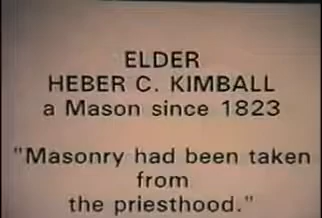 ELDER
HEBER C. KIMBALL
a Mason since 1823
"Masonry had been taken
from
the priesthood."